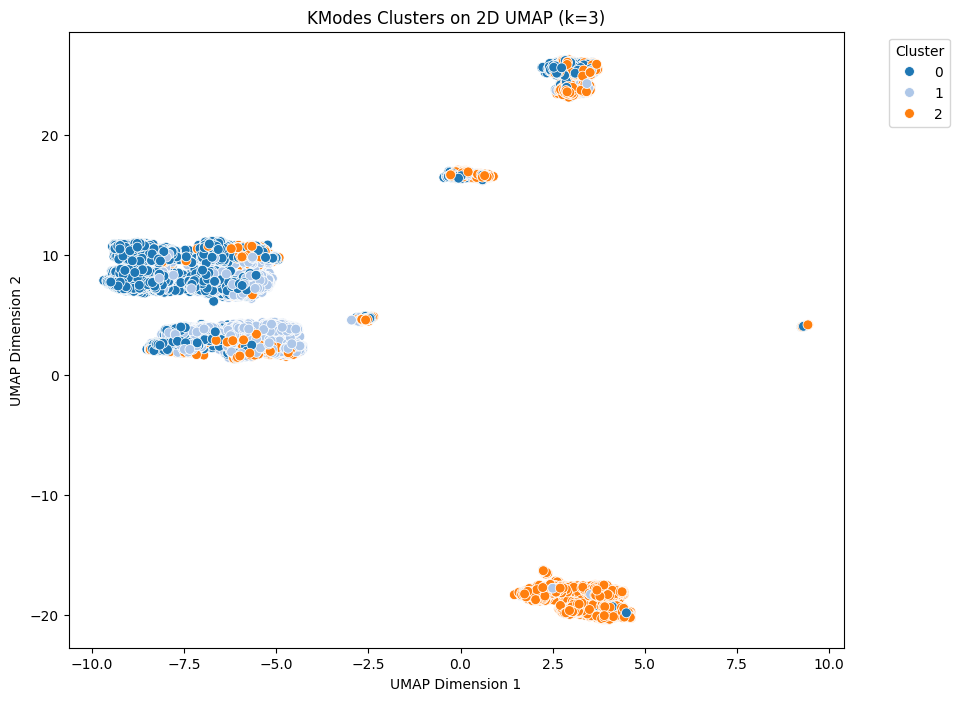 KModes Clusters on 2D UMAP (k=3)
Cluster
0
1
2
UMAP Dimension 2
20
10
0
−10
−20
−10.0 −7.5 −5.0 −2.5 0.0 2.5 5.0 7.5 10.0
UMAP Dimension 1